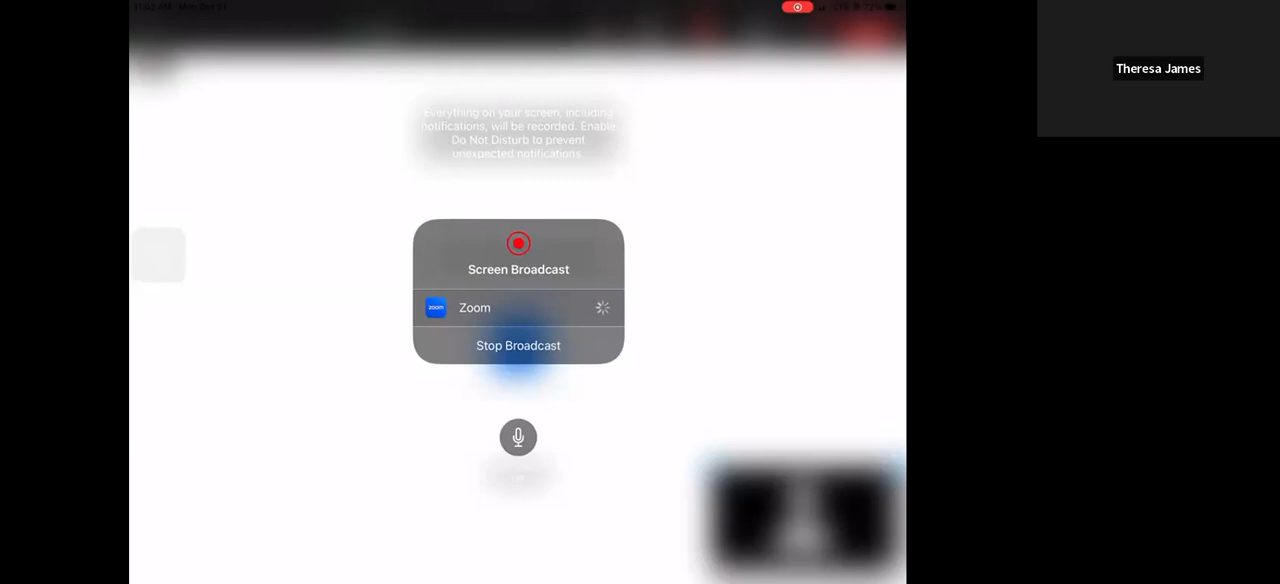 Everything on your screen, including
notifications, will be recorded. Enable
Do Not Disturb to prevent
unexpected notifications.
Screen Broadcast
zoom
Zoom
Stop Broadcast
Theresa James